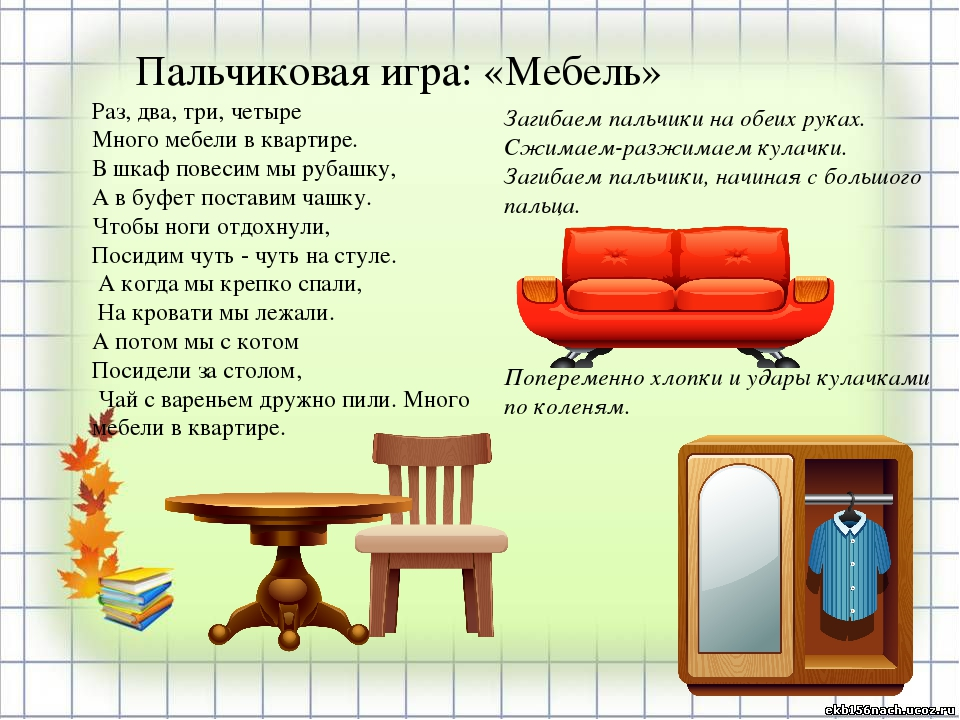 Пальчиковая игра: «Мебель»
Раз, два, три, четыре
Много мебели в квартире.
В шкаф повесим мы рубашку,
А в буфет поставим чашку.
Чтобы ноги отдохнули,
Посидим чуть - чуть на стуле.
А когда мы крепко спали,
На кровати мы лежали.
А потом мы с котом
Посидели за столом,
Чай с вареньем дружно пили. Много
мебели в квартире.
Загибаем пальчики на обеих руках.
Сжимаем-разжимаем кулачки.
Загибаем пальчики, начиная с большого
пальца.
Попеременно хлопки и удары кулачками
по коленям.
ekb156nach.ucoz.ru